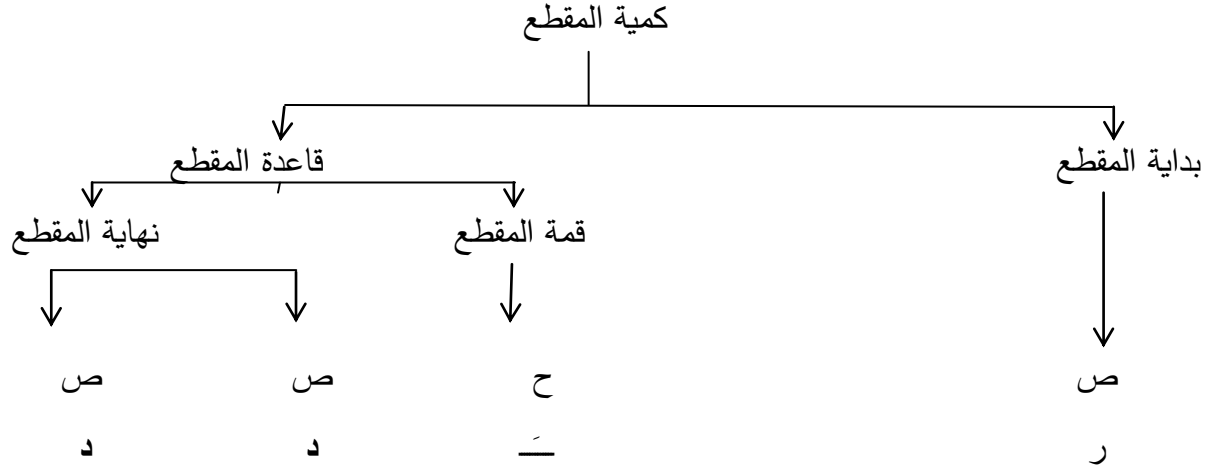 كمية المقطع
بداية المقطع قاعدة المقطع
قمة المقطع نهاية المقطع
ص ح ص ص
ر ـَ د د